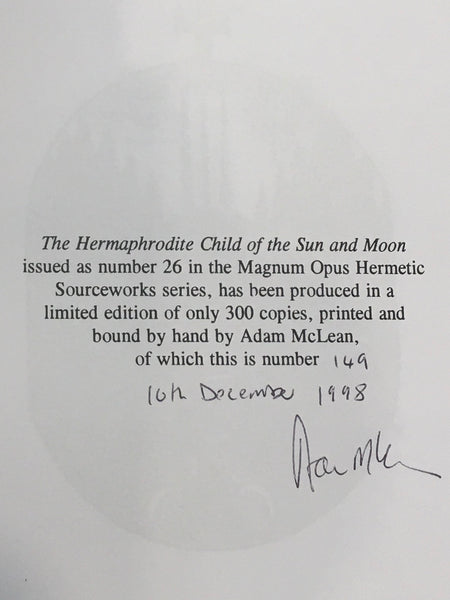 The Hermaphrodite Child of the Sun and Moon
issued as number 26 in the Magnum Opus Hermetic
Sourceworks series, has been produced in a
limited edition of only 300 copies, printed and
bound by hand by Adam McLean,
of which this is number 149
16th December 1998